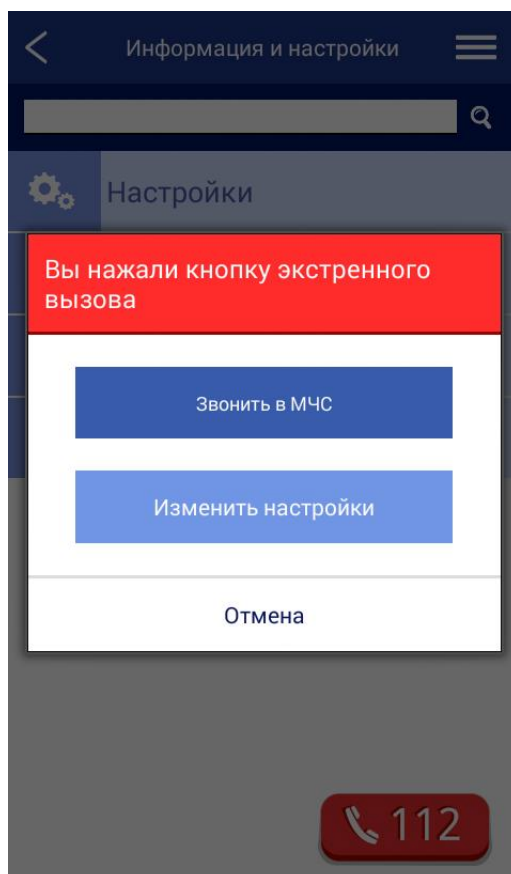 Информация и настройки
Настройки
Вы нажали кнопку экстренного
вызова
Звонить в МЧС
Изменить настройки
Отмена
112